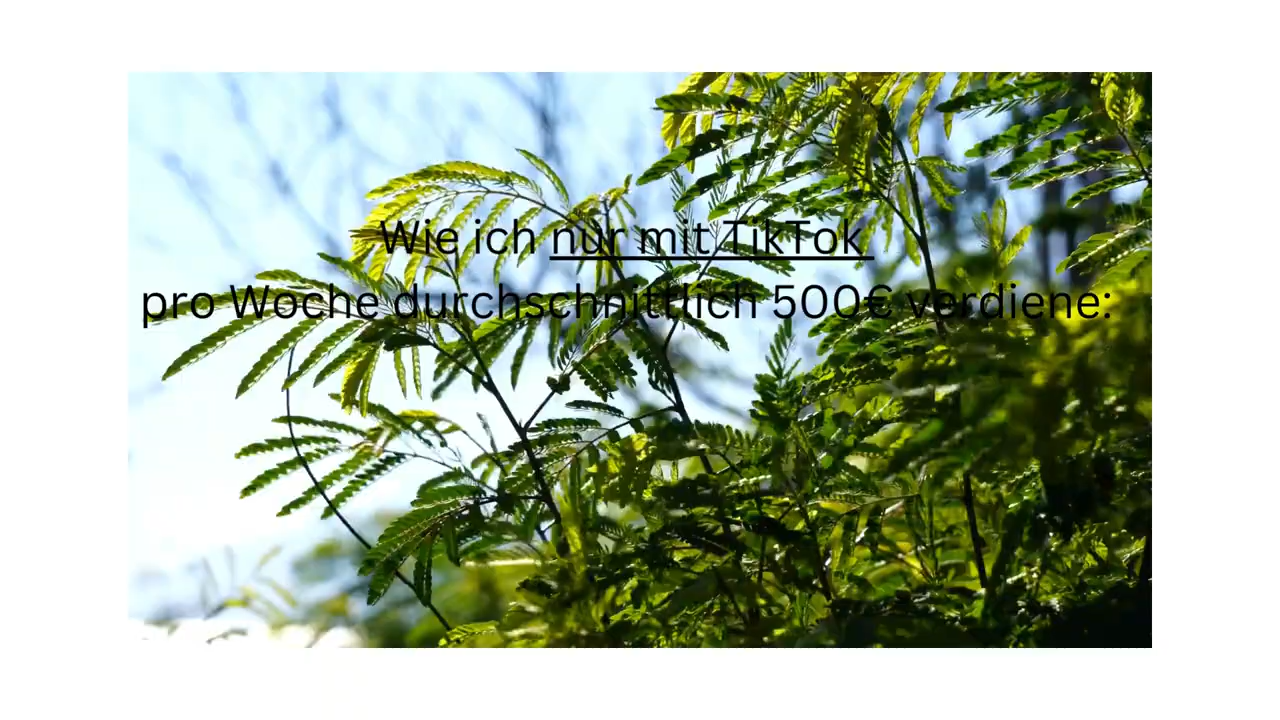 Wie ich nur mit TikTok
pro Woche durchschnittlich 500€ verdiene: